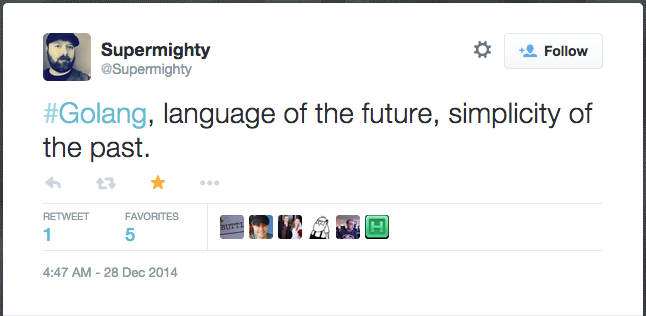 Supermighty
@Supermighty
Follow
#Golang, language of the future, simplicity of
the past.
RETWEET
FAVORITES
1
5
BUTT
H
4:47 AM - 28 Dec 2014